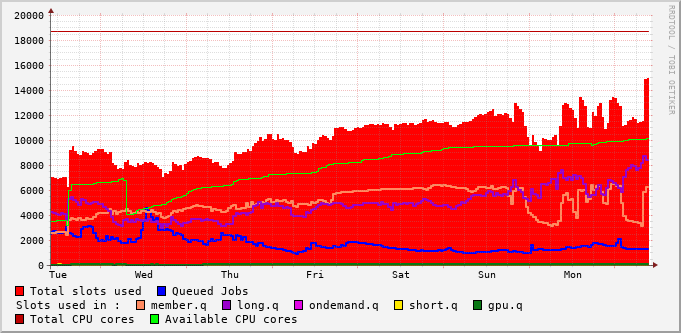 RRDTOOL / TOBI OETIKER
20000
18000
16000
14000
12000
10000
8000
6000
4000
2000
0
Tue Wed Thu Fri Sat Sun Mon
Total slots used Queued Jobs
Slots used in : member.q long.q ondemand.q short.q gpu.q
Total CPU cores Available CPU cores